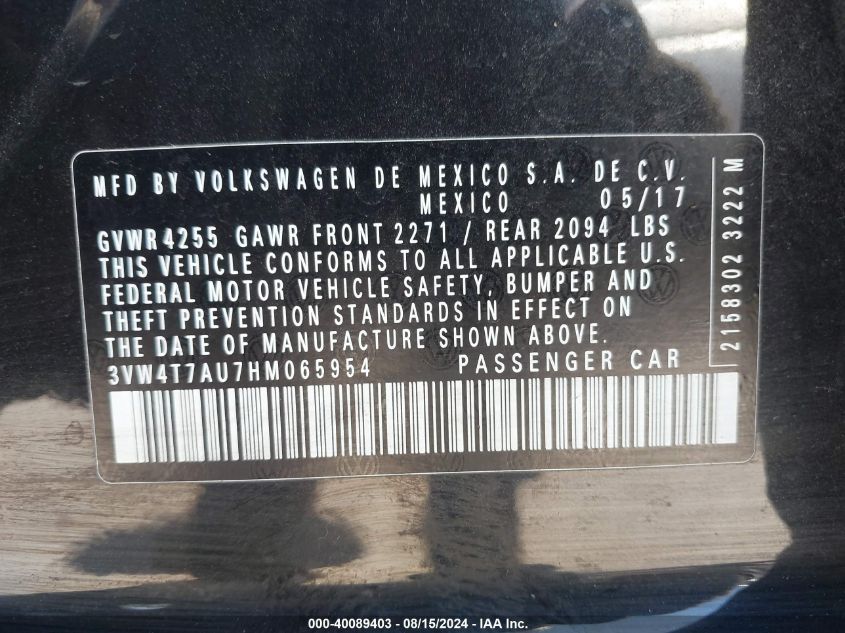 MFD BY VOLKSWAGEN DE MEXICO S.A. DE C.V.
MEXICO 05/17
GVWR 4255 GAWR FRONT 2271 / REAR 2094 LBS
THIS VEHICLE CONFORMS TO ALL APPLICABLE U.S.
FEDERAL MOTOR VEHICLE SAFETY, BUMPER AND
THEFT PREVENTION STANDARDS IN EFFECT ON
THE DATE OF MANUFACTURE SHOWN ABOVE.
3VW4T7AU7HM065954 PASSENGER CAR
2158302 3222 M
000-40089403 - 08/15/2024 - IAA Inc.